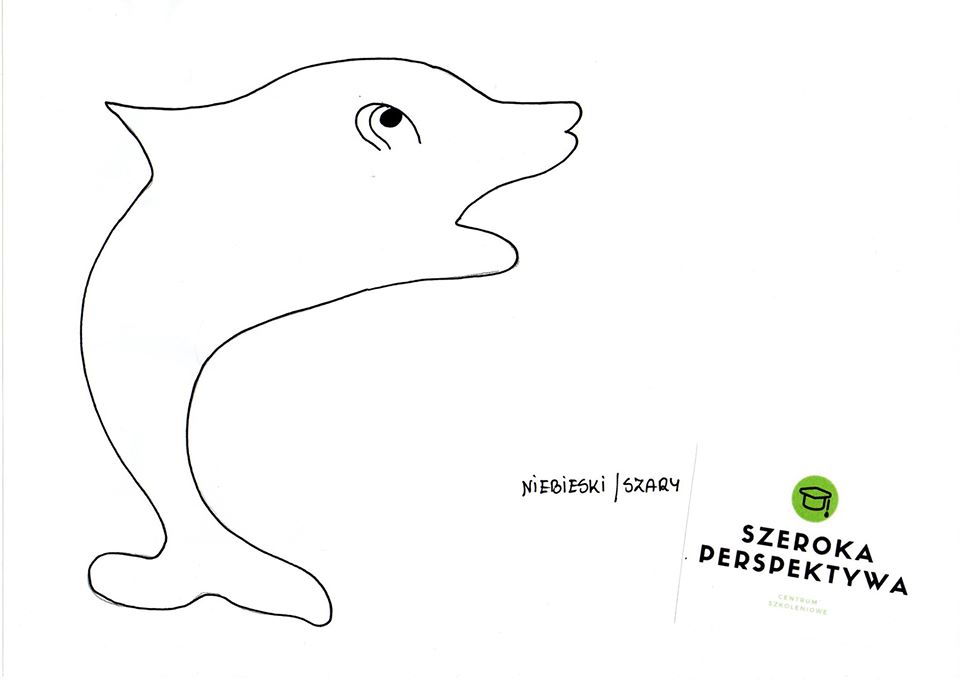 NIEBIESKI / SZARY
SZEROKA
PERSPEKTYWA
CENTRUM
SZKOLENIOWE